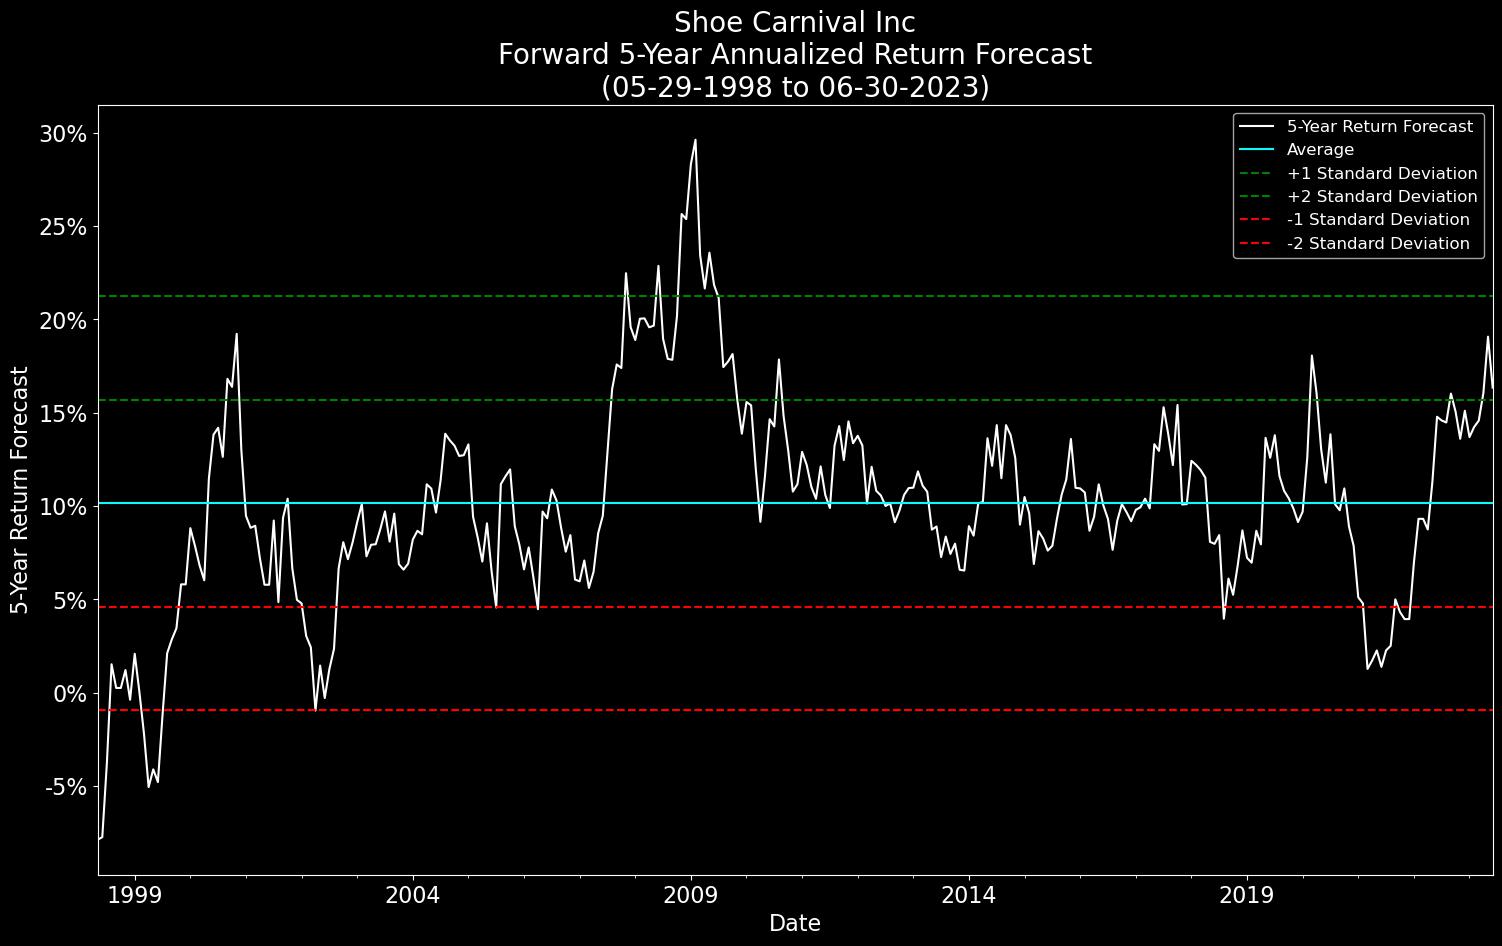 Shoe Carnival Inc
Forward 5-Year Annualized Return Forecast
(05-29-1998 to 06-30-2023)
5-Year Return Forecast
Average
+1 Standard Deviation
+2 Standard Deviation
-1 Standard Deviation
-2 Standard Deviation
5-Year Return Forecast
30%
25%
20%
15%
10%
5%
0%
-5%
1999 2004 2009 2014 2019
Date